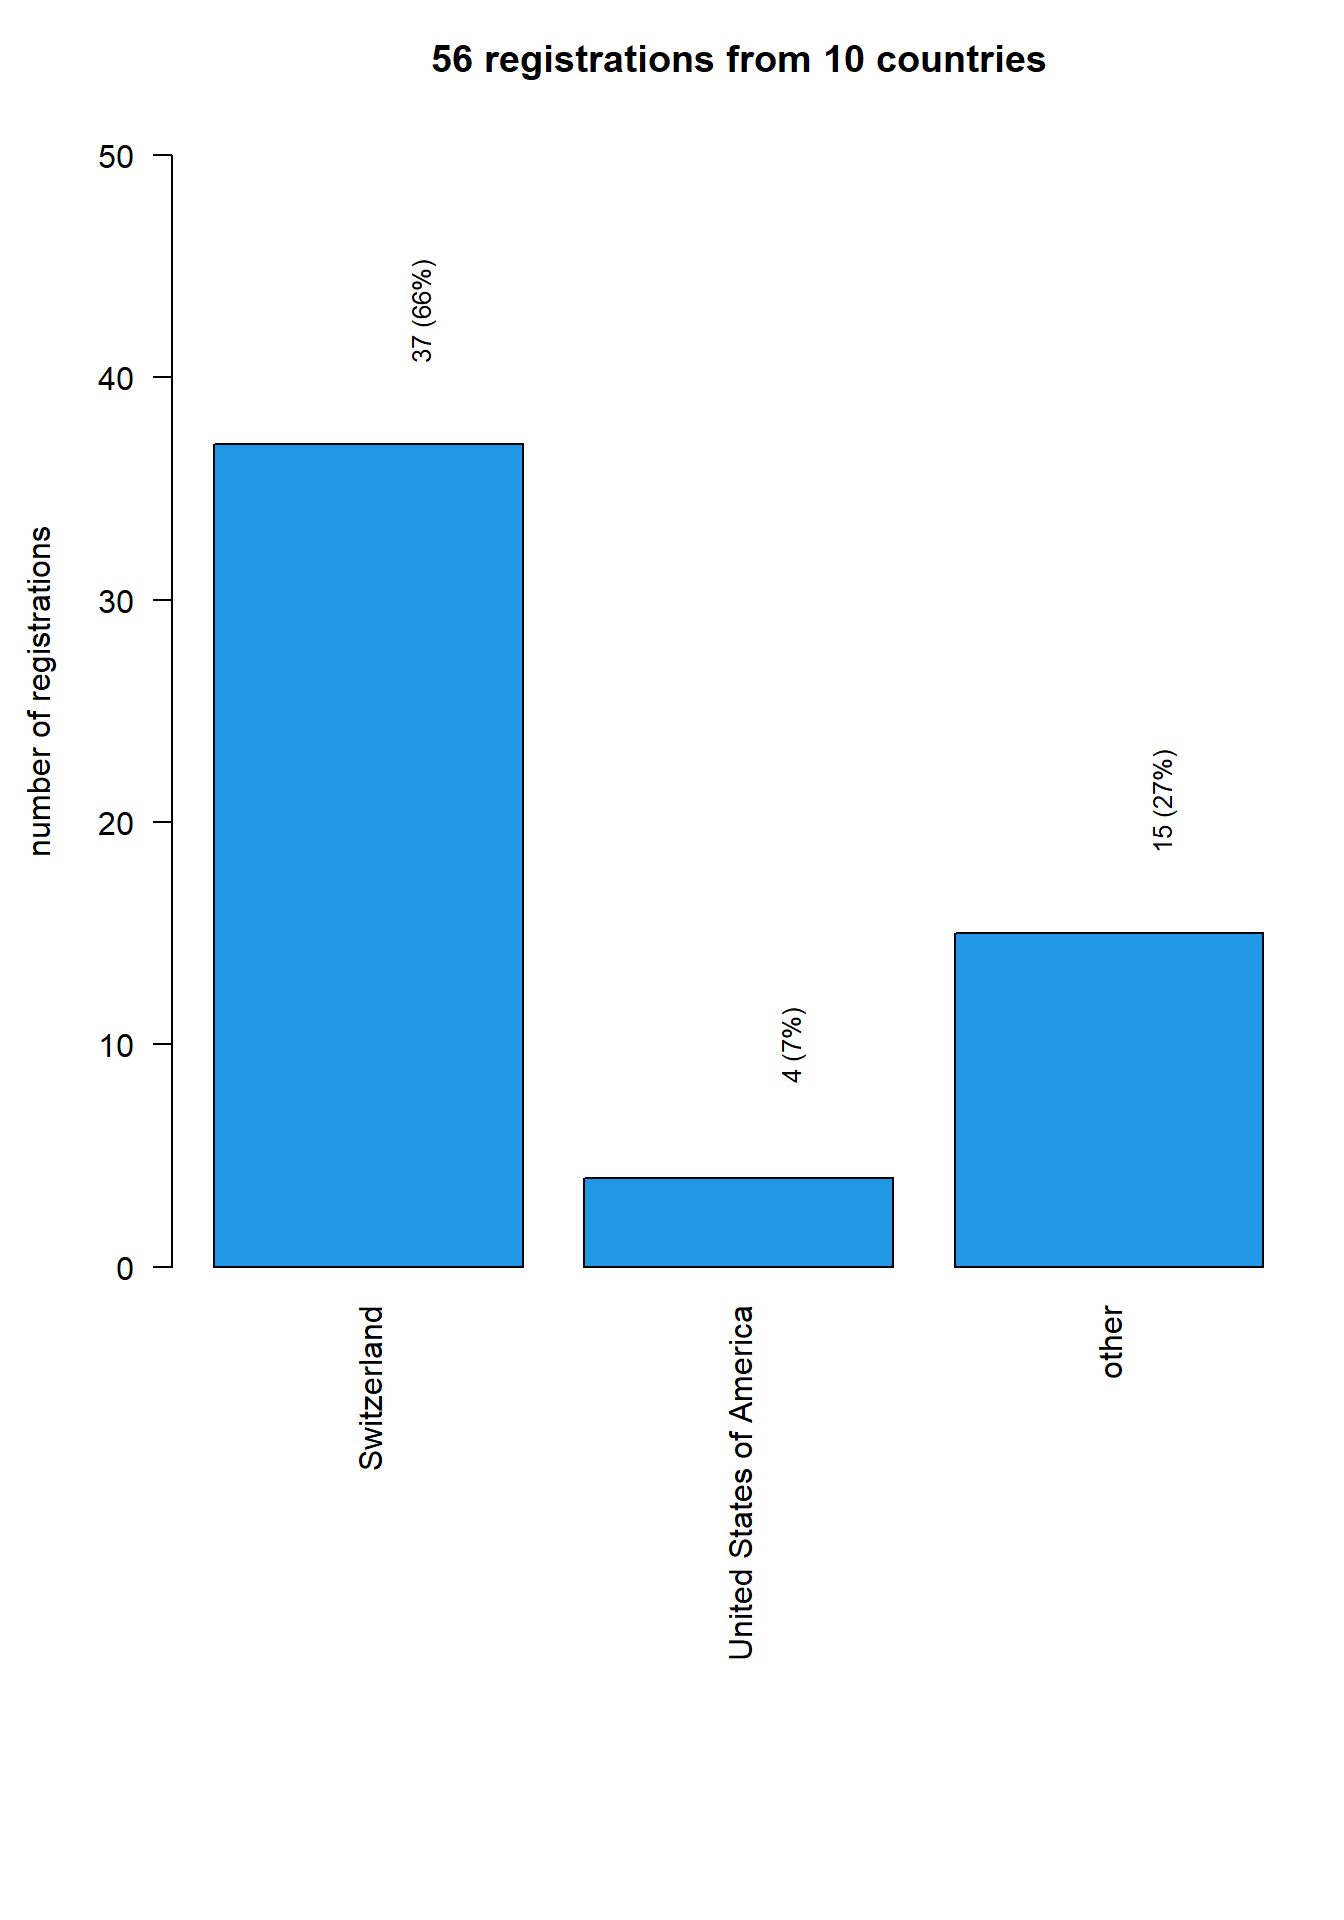 56 registrations from 10 countries
number of registrations
50
40
30
20
10
0
37 (66%)
4 (7%)
15 (27%)
Switzerland
United States of America
other